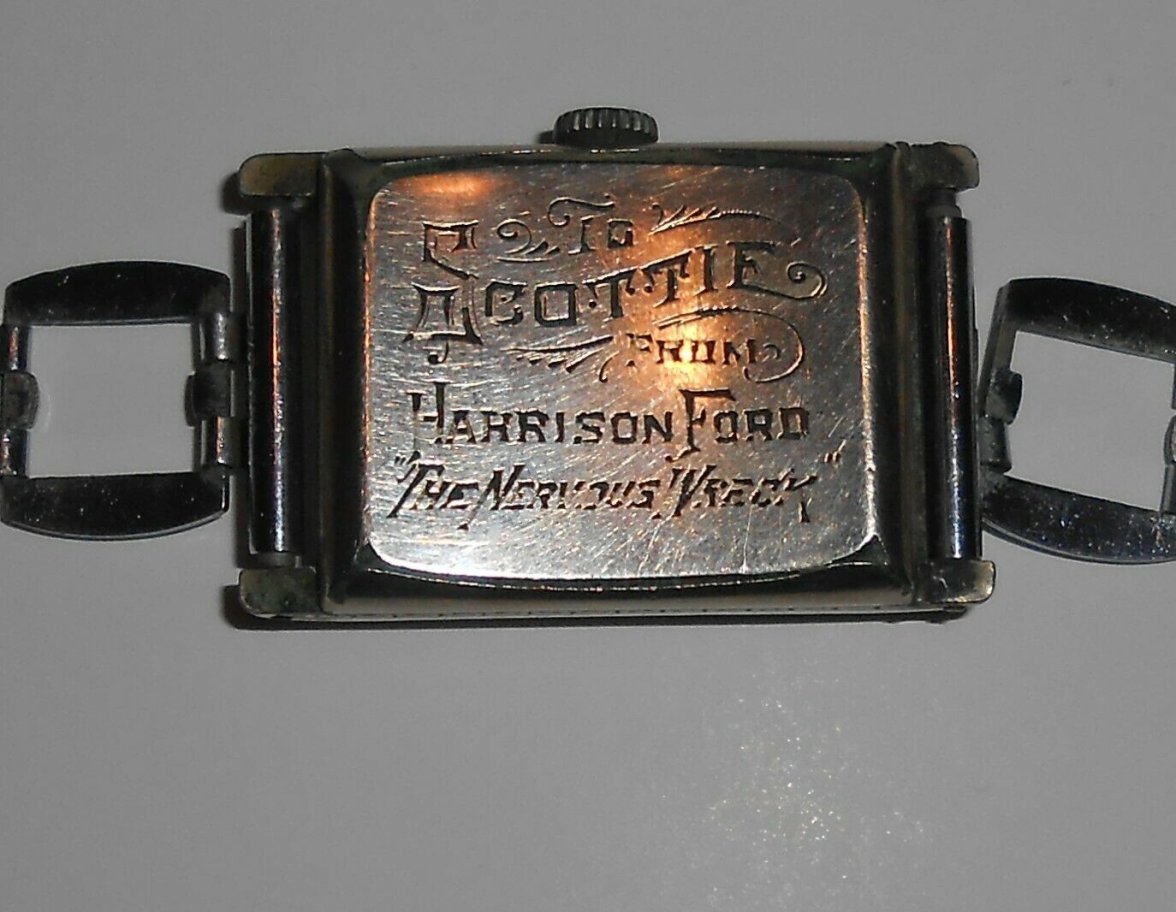 To
SCOTTIE
FROM
HARRISON FORD
"THE NERVOUS WRECK"